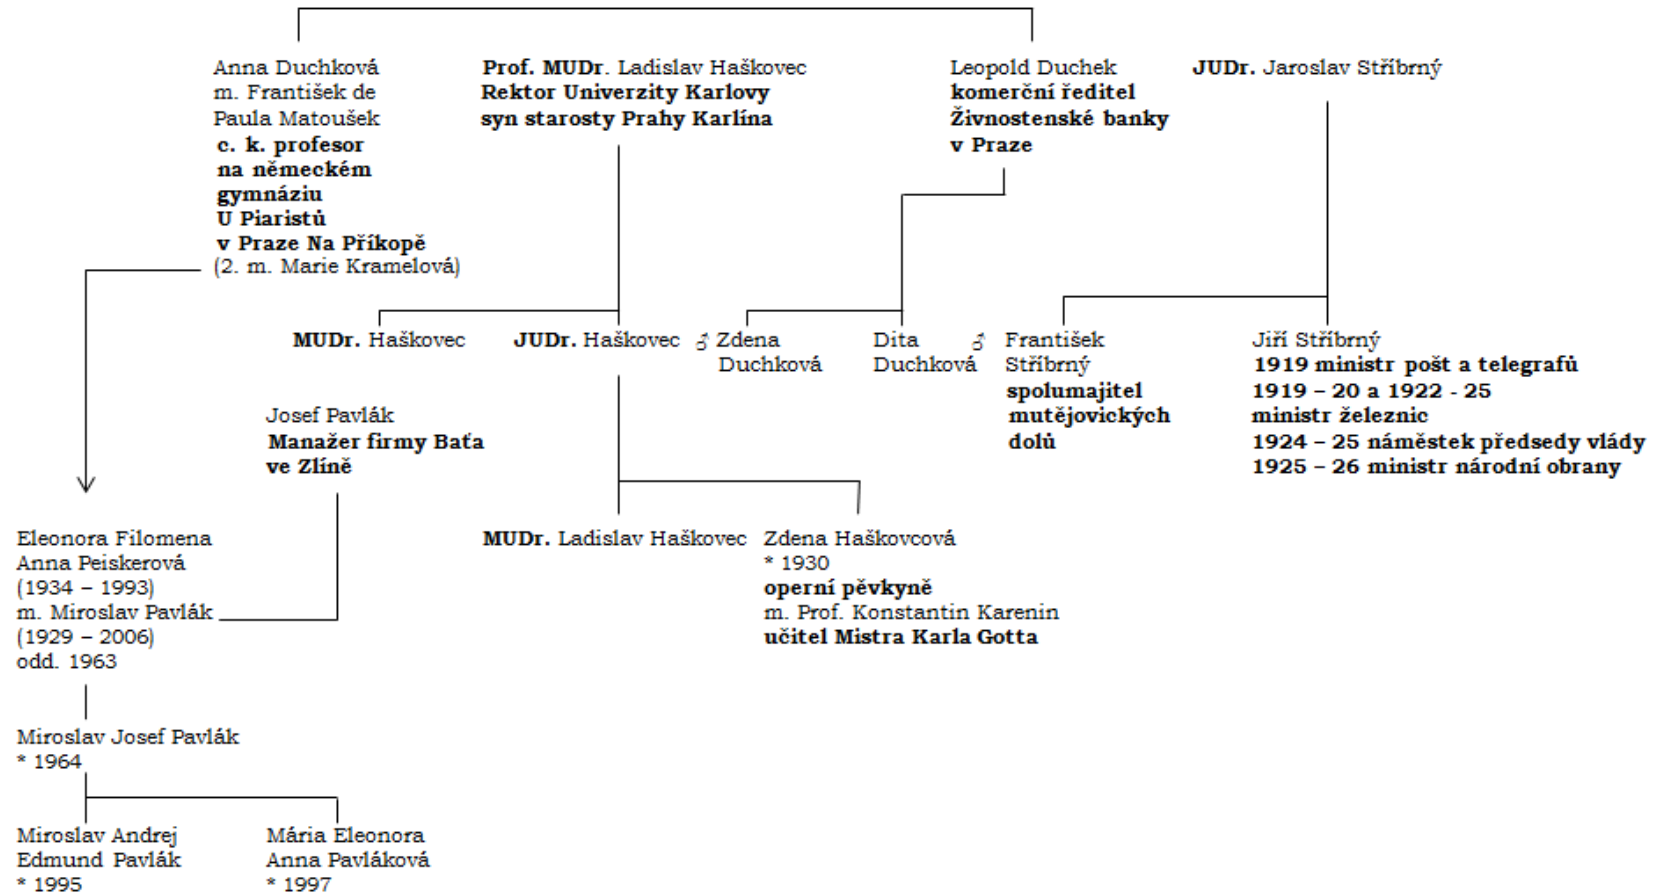 Anna Duchková
m. František de
Paula Matoušek
c. k. profesor
na německém
gymnáziu
U Piaristů
v Praze Na Příkopě
(2. m. Marie Kramelová)
Prof. MUDr. Ladislav Haškovec
Rektor Univerzity Karlovy
syn starosty Prahy Karlína
Leopold Duchek
komerční ředitel
Živnostenské banky
v Praze
JUDr. Jaroslav Stříbrný
MUDr. Haškovec
JUDr. Haškovec ♂ Zdena
Duchková
Dita ♂
Duchková
František
Stříbrný
spolumajitel
mutějovických
dolů
Jiří Stříbrný
1919 ministr pošt a telegrafů
1919 – 20 a 1922 - 25
ministr železnic
1924 – 25 náměstek předsedy vlády
1925 – 26 ministr národní obrany
Josef Pavlák
Manažer firmy Baťa
ve Zlíně
Eleonora Filomena
Anna Peiskerová
(1934 – 1993)
m. Miroslav Pavlák
(1929 – 2006)
odd. 1963
MUDr. Ladislav Haškovec
Zdena Haškovcová
* 1930
operní pěvkyně
m. Prof. Konstantin Karenin
učitel Mistra Karla Gotta
Miroslav Josef Pavlák
* 1964
Miroslav Andrej
Edmund Pavlák
* 1995
Mária Eleonora
Anna Pavláková
* 1997